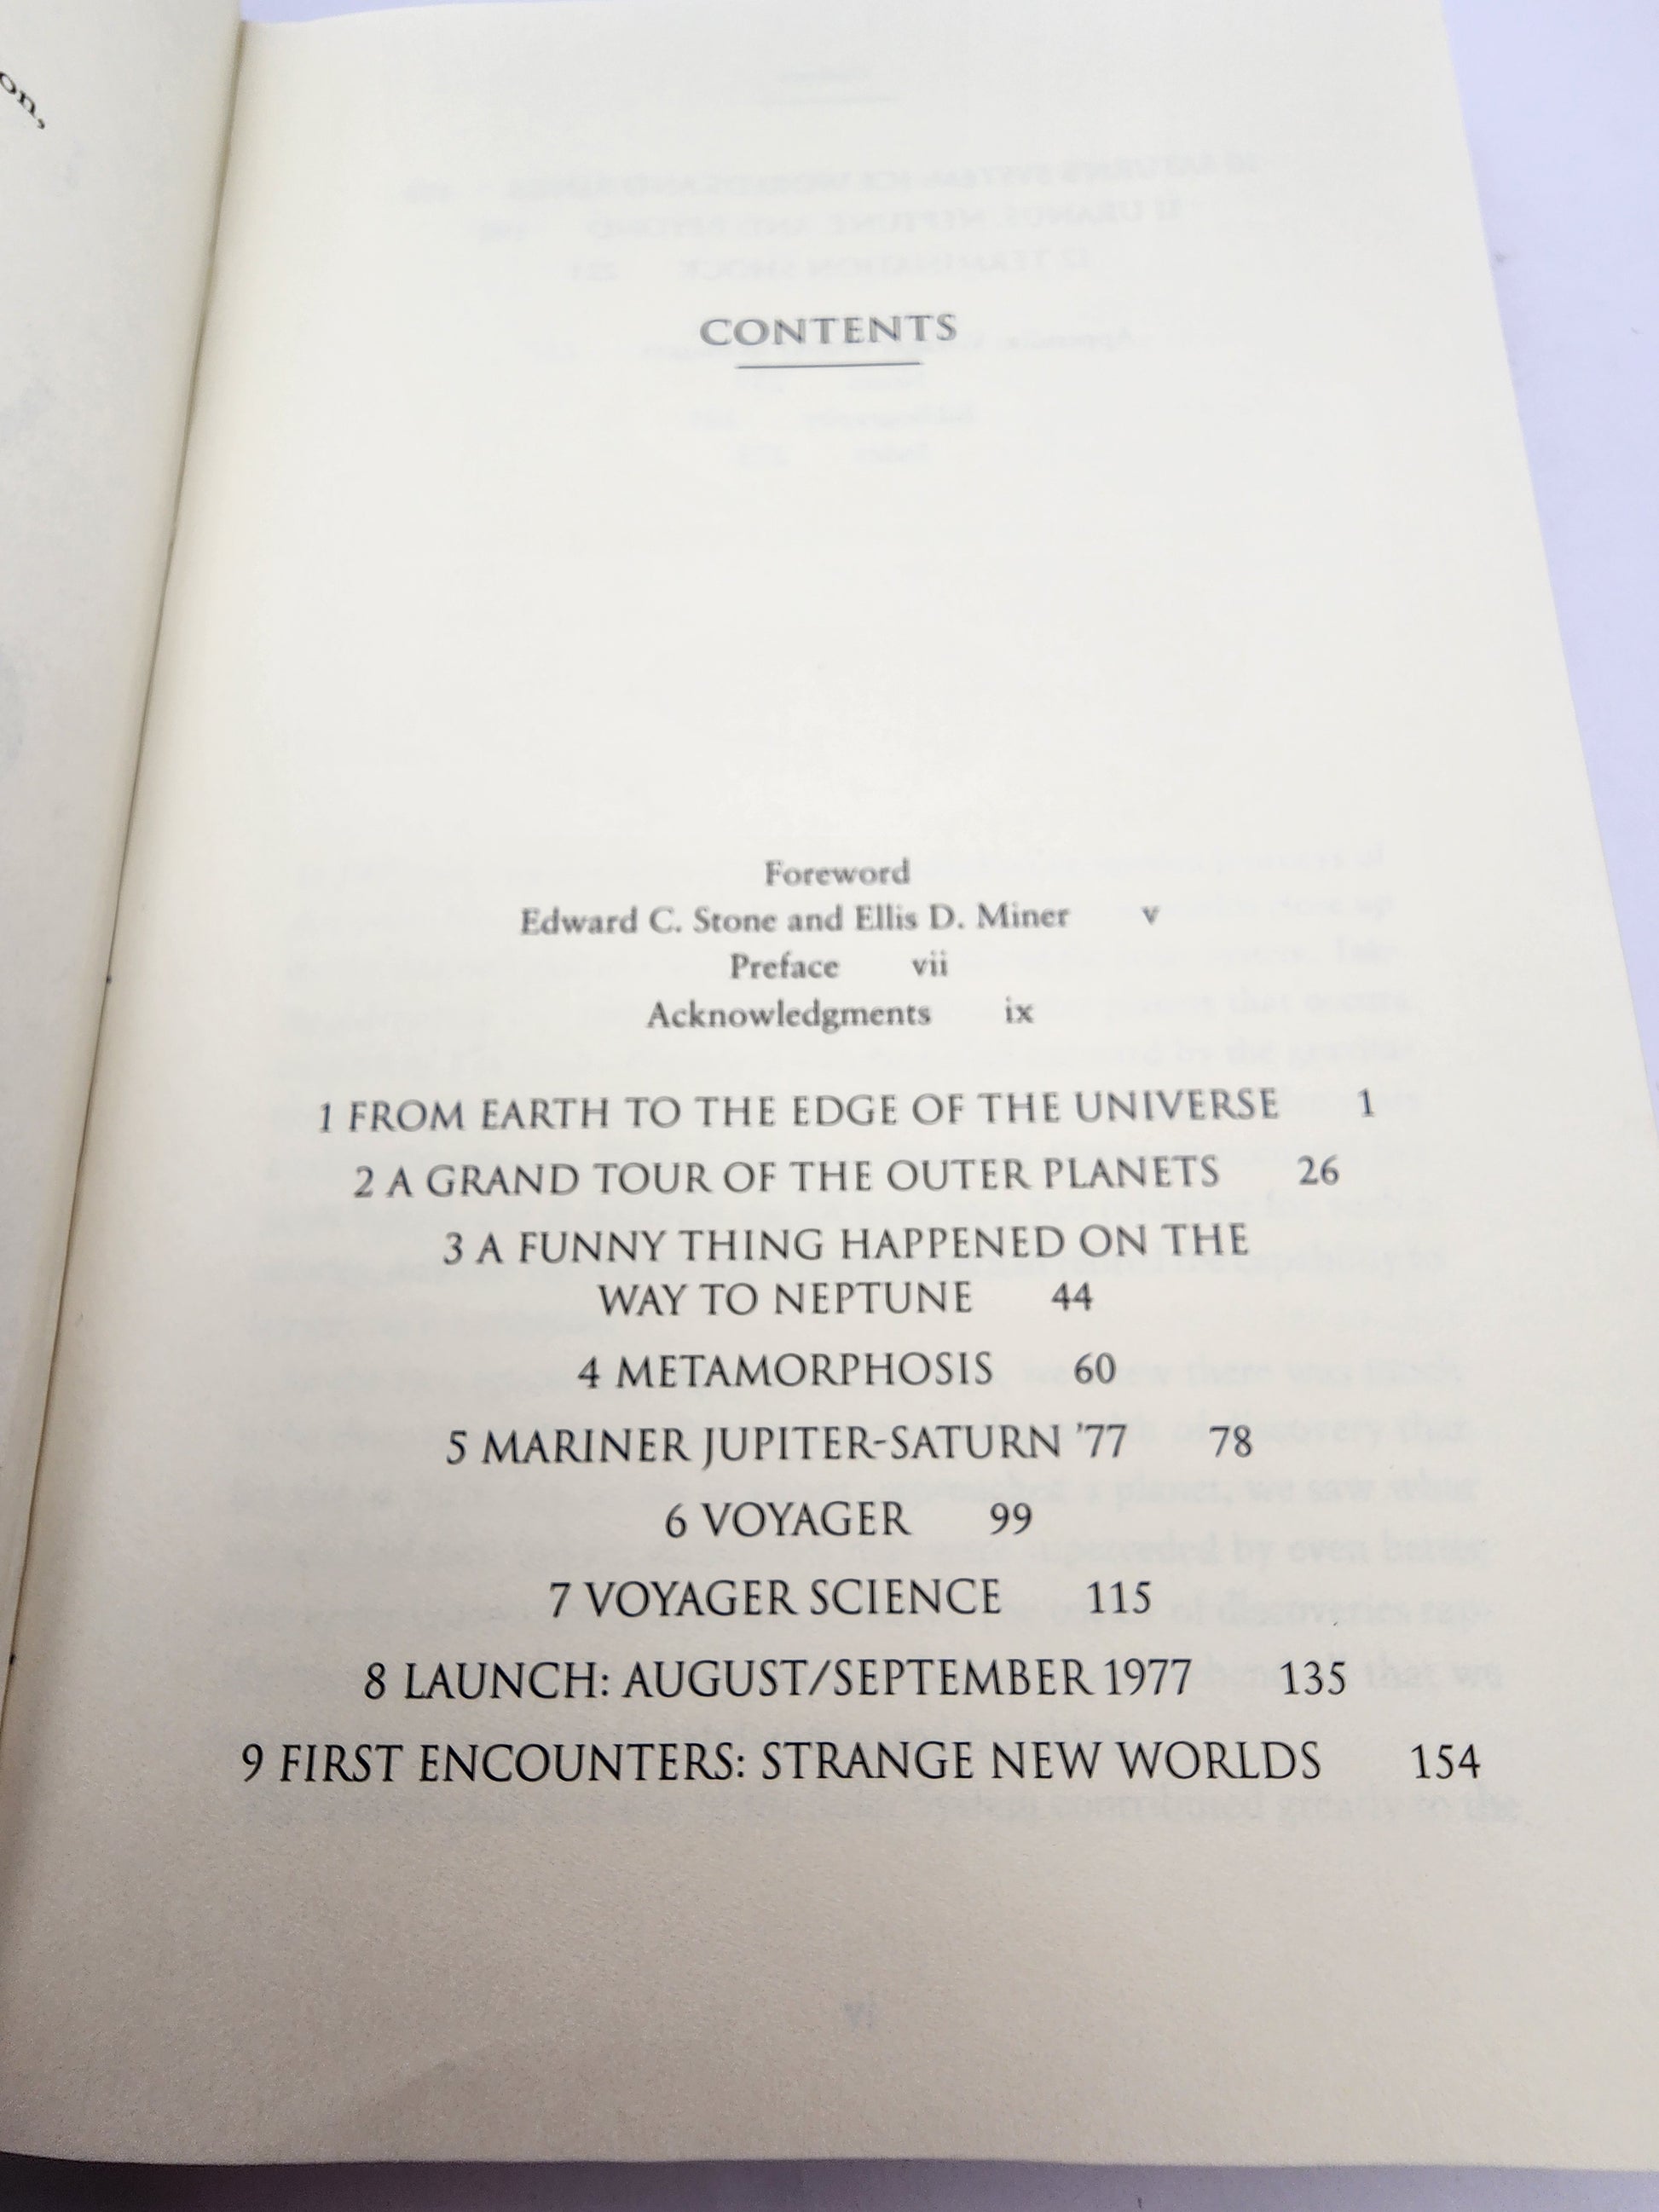 on,
CONTENTS
Foreword
Edward C. Stone and Ellis D. Miner v
Preface vii
Acknowledgments ix
1 FROM EARTH TO THE EDGE OF THE UNIVERSE 1
2 A GRAND TOUR OF THE OUTER PLANETS 26
3 A FUNNY THING HAPPENED ON THE
WAY TO NEPTUNE 44
4 METAMORPHOSIS 60
5 MARINER JUPITER-SATURN '77 78
6 VOYAGER 99
7 VOYAGER SCIENCE 115
8 LAUNCH: AUGUST/SEPTEMBER 1977 135
9 FIRST ENCOUNTERS: STRANGE NEW WORLDS 154